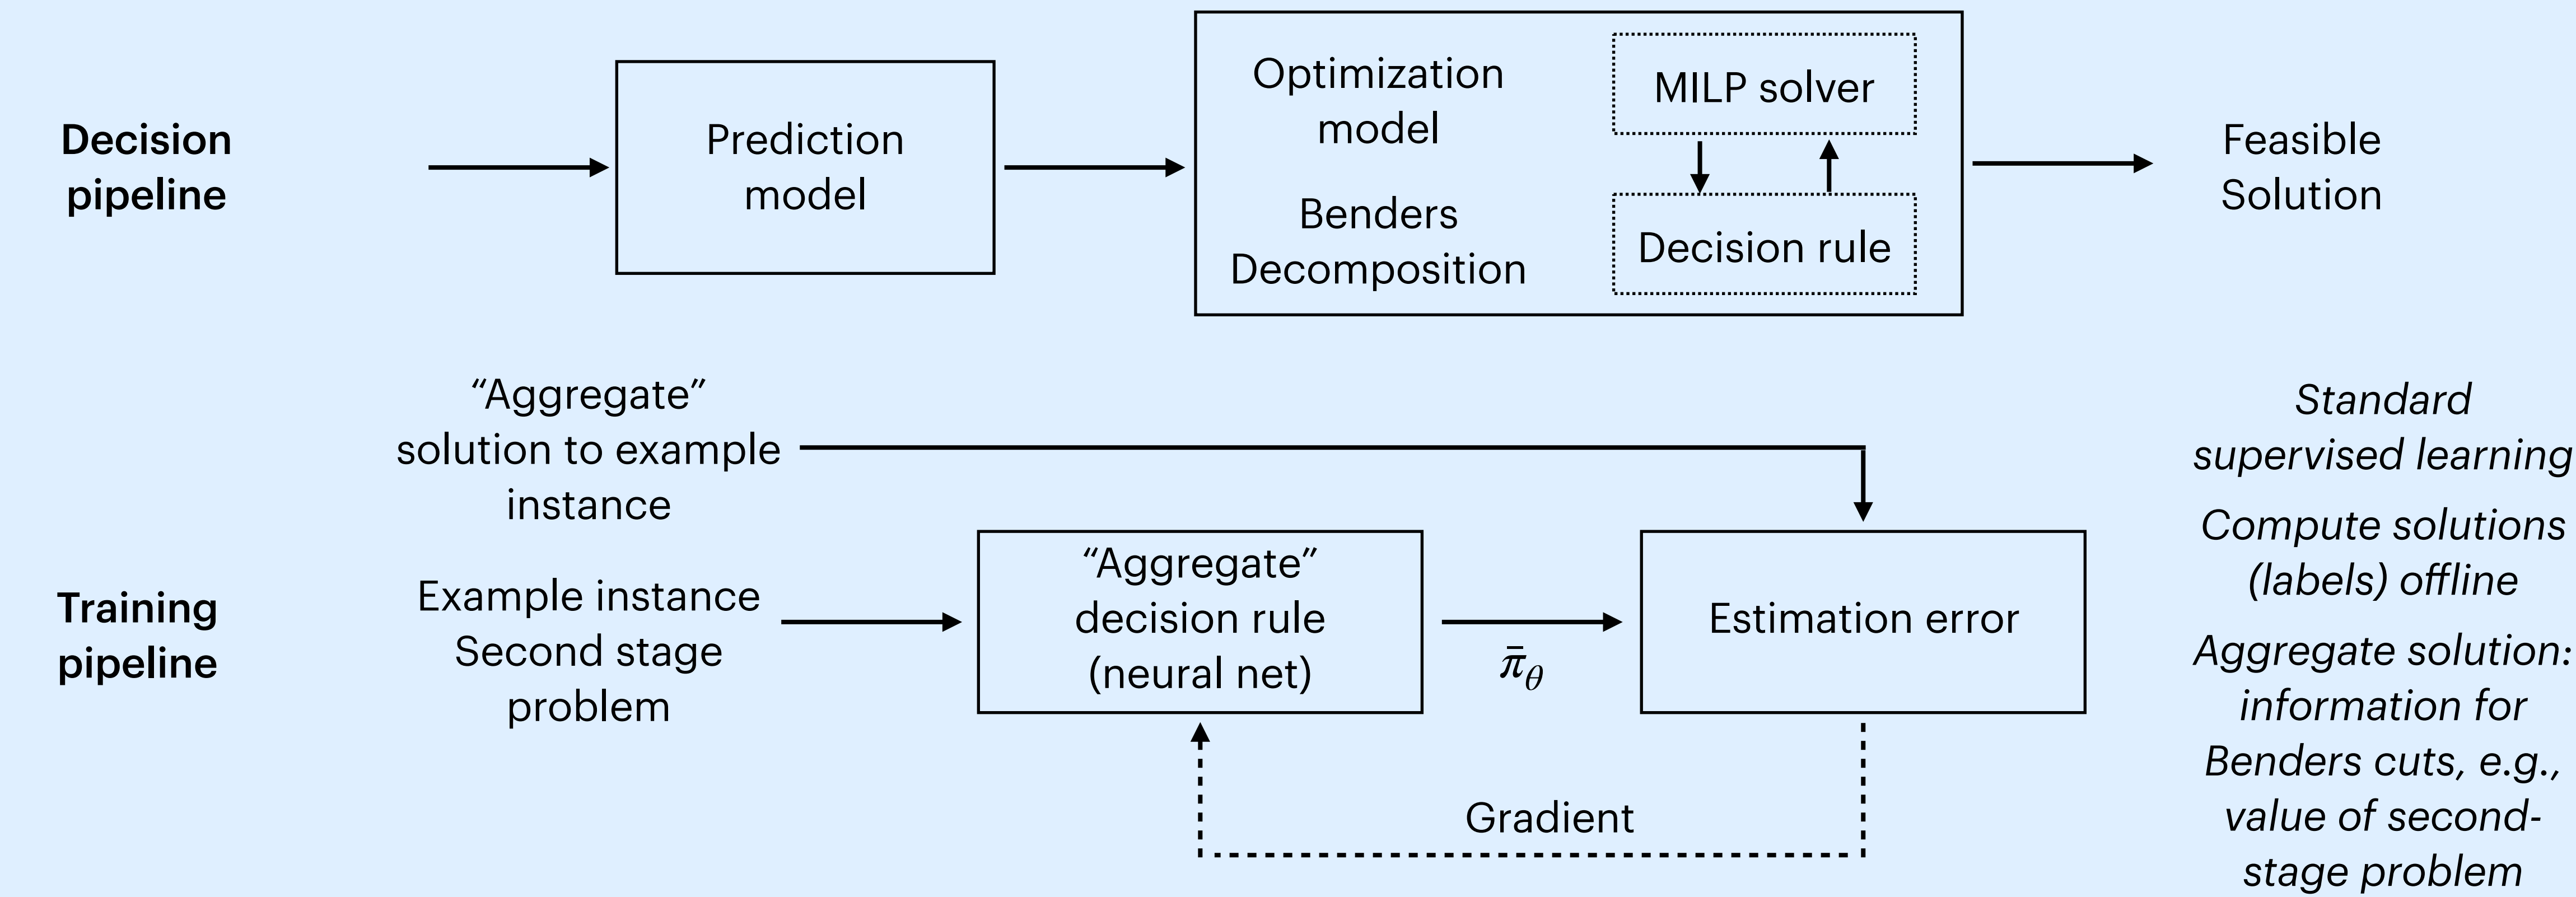 Decision
pipeline
Prediction
model
Optimization
model
Benders
Decomposition
MILP solver
Decision rule
Feasible
Solution
“Aggregate”
solution to example
instance
Training
pipeline
Example instance
Second stage
problem
“Aggregate”
decision rule
(neural net)
π̄_θ
Estimation error
Gradient
Standard
supervised learning
Compute solutions
(labels) offline
Aggregate solution:
information for
Benders cuts, e.g.,
value of second-
stage problem